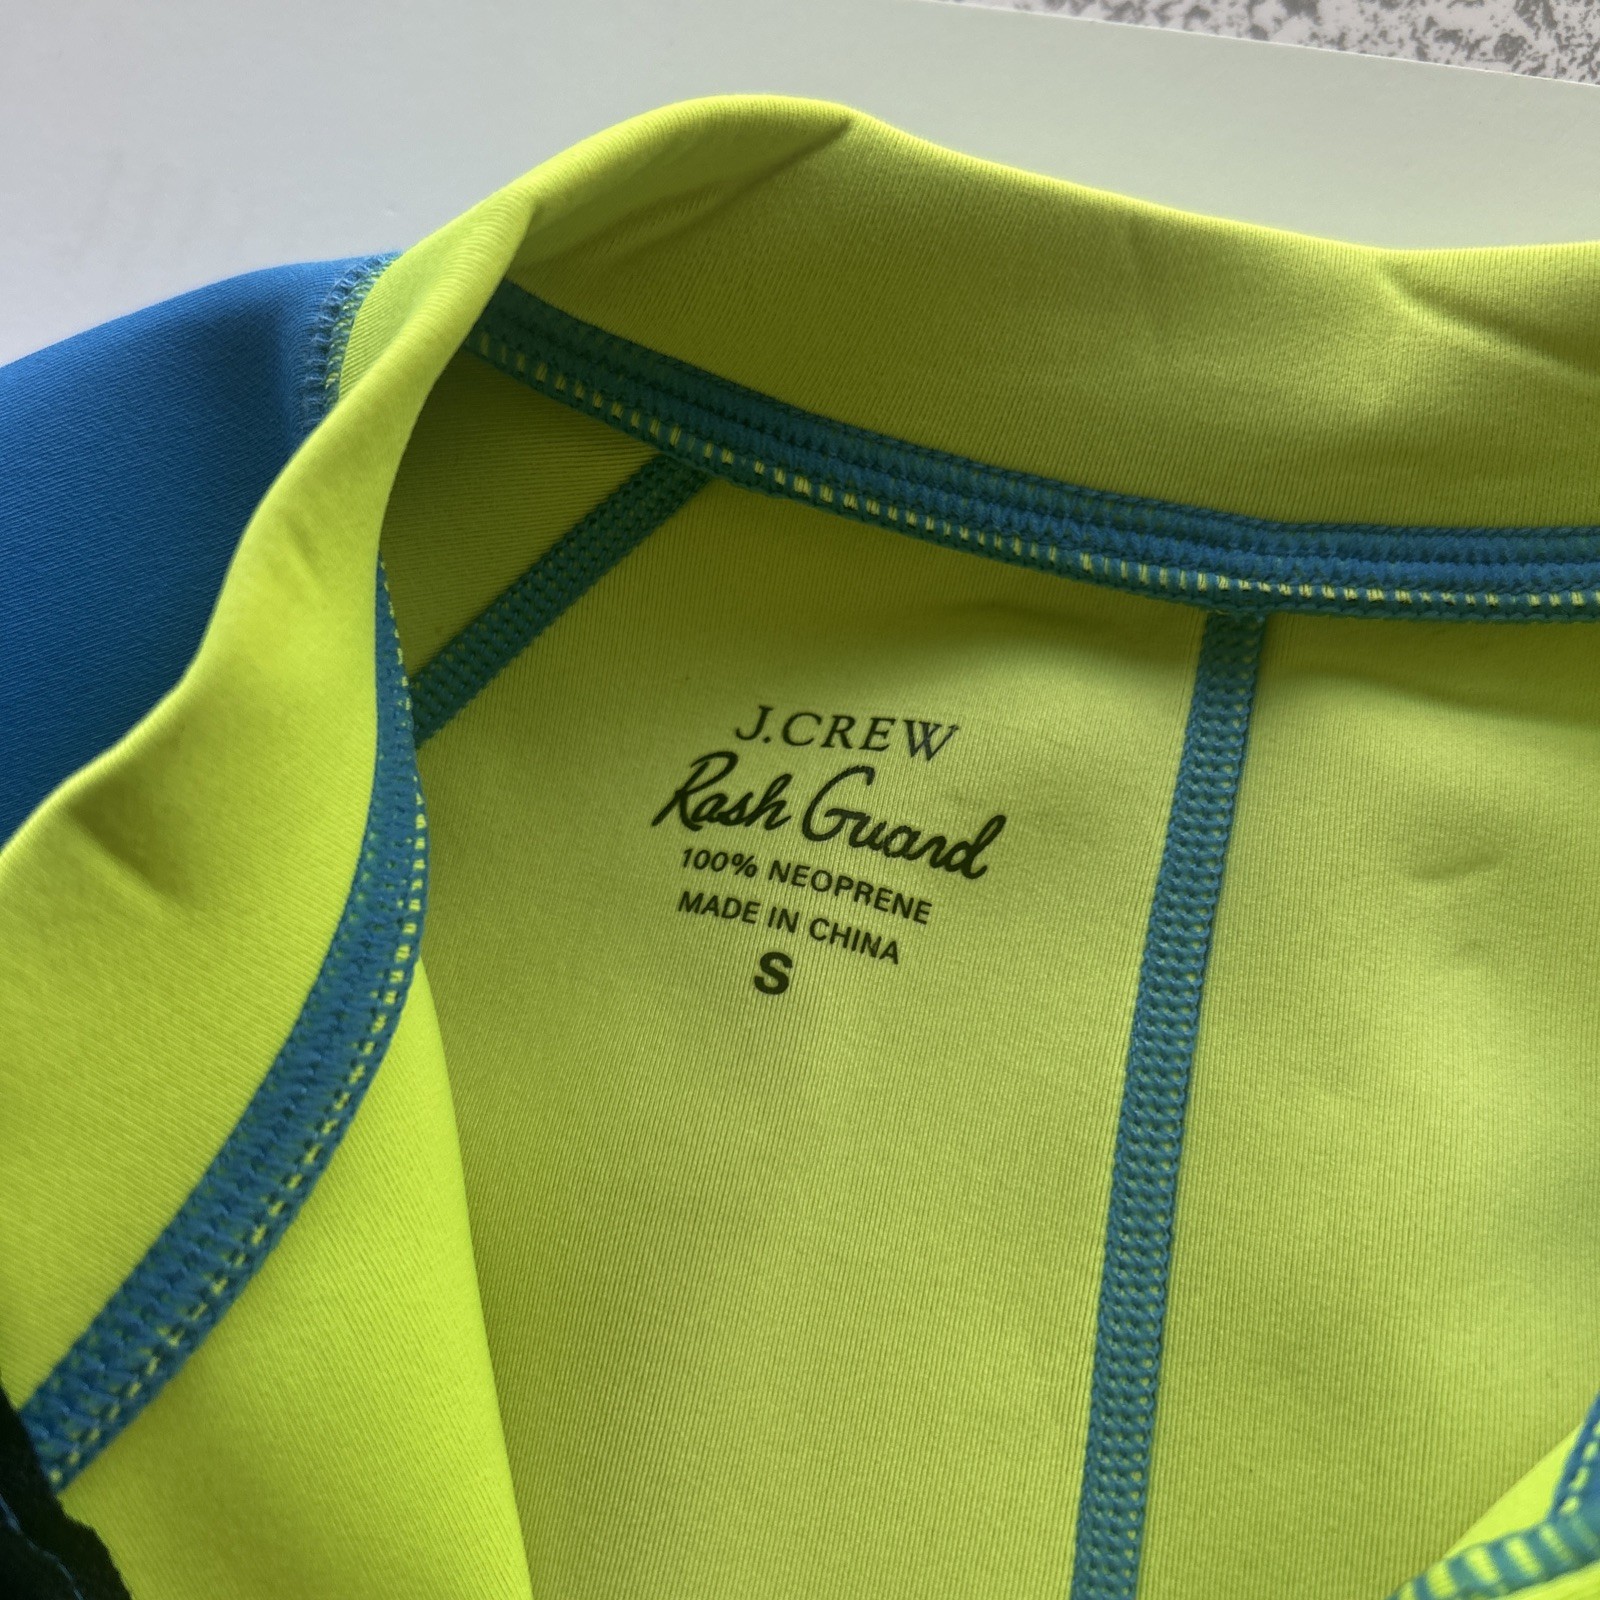 J.CREW
Rash Guard
100% NEOPRENE
MADE IN CHINA
S